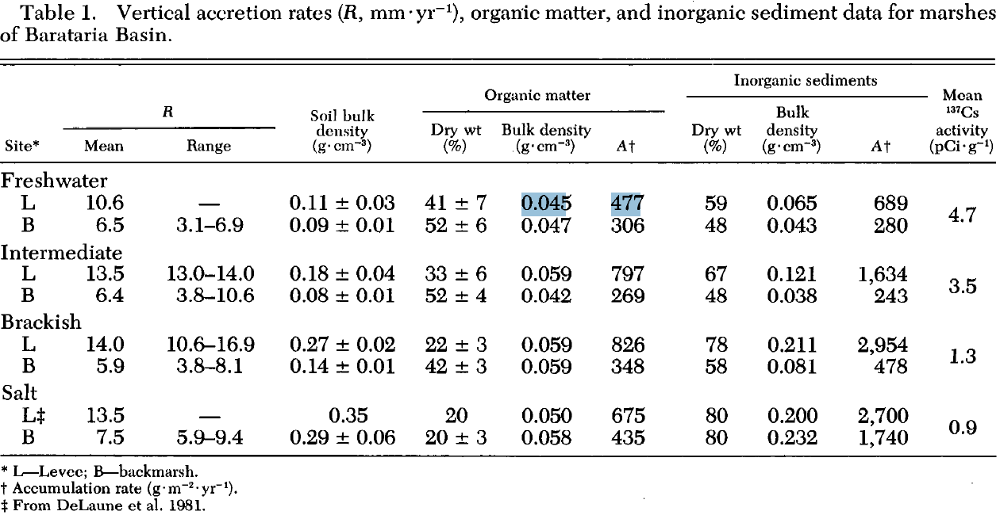 Table 1. Vertical accretion rates (R, mm·yr⁻¹), organic matter, and inorganic sediment data for marshes
of Barataria Basin.
Inorganic sediments Mean
Organic matter
R Soil bulk Bulk ¹³⁷Cs
density Dry wt Bulk density Dry wt density activity
Site* Mean Range (g·cm⁻³) (%) (g·cm⁻³) A† (%) (g·cm⁻³) A† (pCi·g⁻¹)
Freshwater
L 10.6 — 0.11 ± 0.03 41 ± 7 0.045 477 59 0.065 689 4.7
B 6.5 3.1–6.9 0.09 ± 0.01 52 ± 6 0.047 306 48 0.043 280
Intermediate
L 13.5 13.0–14.0 0.18 ± 0.04 33 ± 6 0.059 797 67 0.121 1,634 3.5
B 6.4 3.8–10.6 0.08 ± 0.01 52 ± 4 0.042 269 48 0.038 243
Brackish
L 14.0 10.6–16.9 0.27 ± 0.02 22 ± 3 0.059 826 78 0.211 2,954 1.3
B 5.9 3.8–8.1 0.14 ± 0.01 42 ± 3 0.059 348 58 0.081 478
Salt
L‡ 13.5 — 0.35 20 0.050 675 80 0.200 2,700 0.9
B 7.5 5.9–9.4 0.29 ± 0.06 20 ± 3 0.058 435 80 0.232 1,740
* L—Levee; B—backmarsh.
† Accumulation rate (g·m⁻²·yr⁻¹).
‡ From DeLaune et al. 1981.